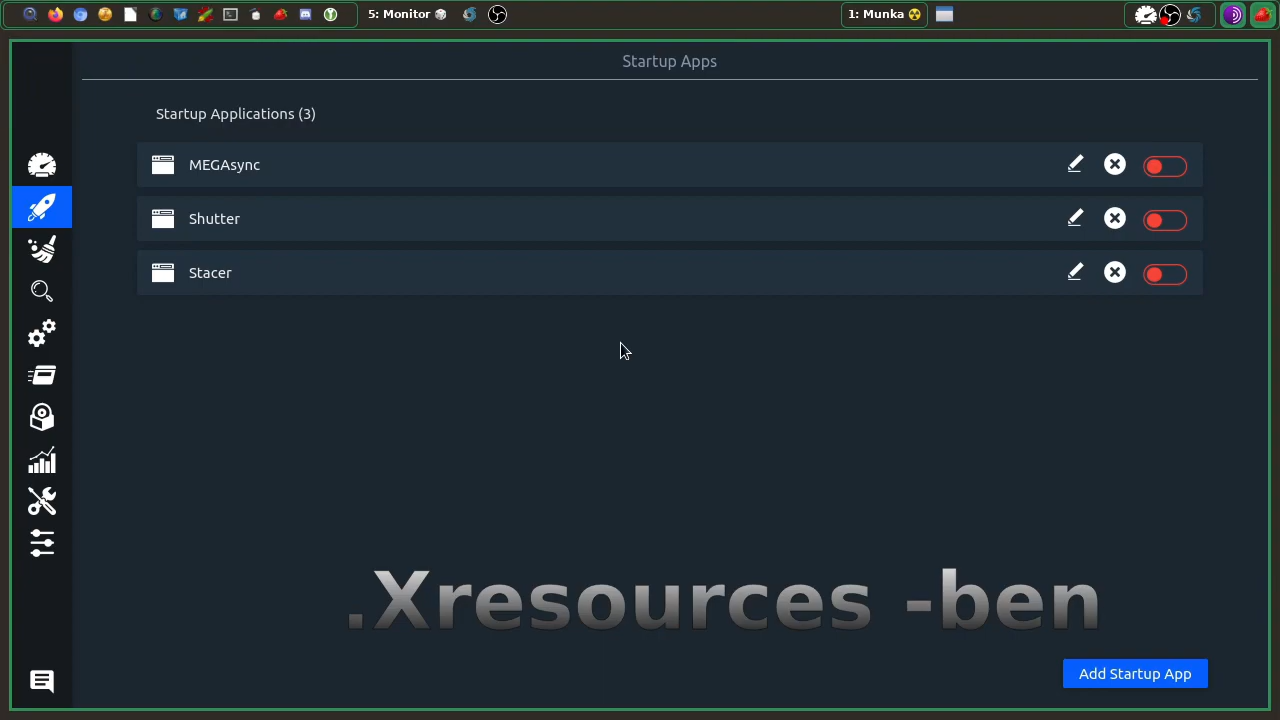 5: Monitor
1: Munka
Startup Apps
Startup Applications (3)
MEGAsync
Shutter
Stacer
.Xresources -ben
Add Startup App